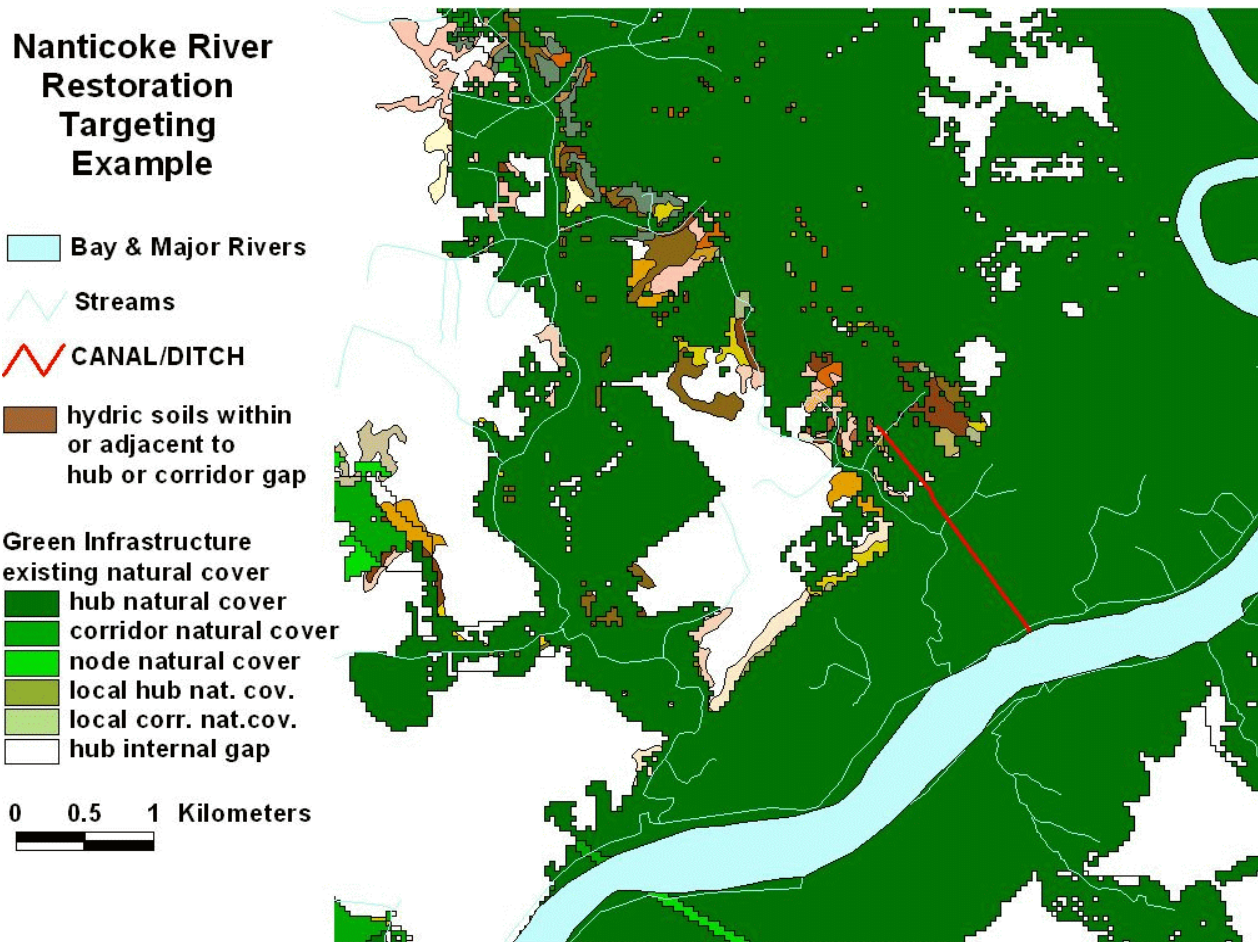 Nanticoke River
Restoration
Targeting
Example
Bay & Major Rivers
Streams
CANAL/DITCH
hydric soils within
or adjacent to
hub or corridor gap
Green Infrastructure
existing natural cover
hub natural cover
corridor natural cover
node natural cover
local hub nat. cov.
local corr. nat.cov.
hub internal gap
0 0.5 1 Kilometers